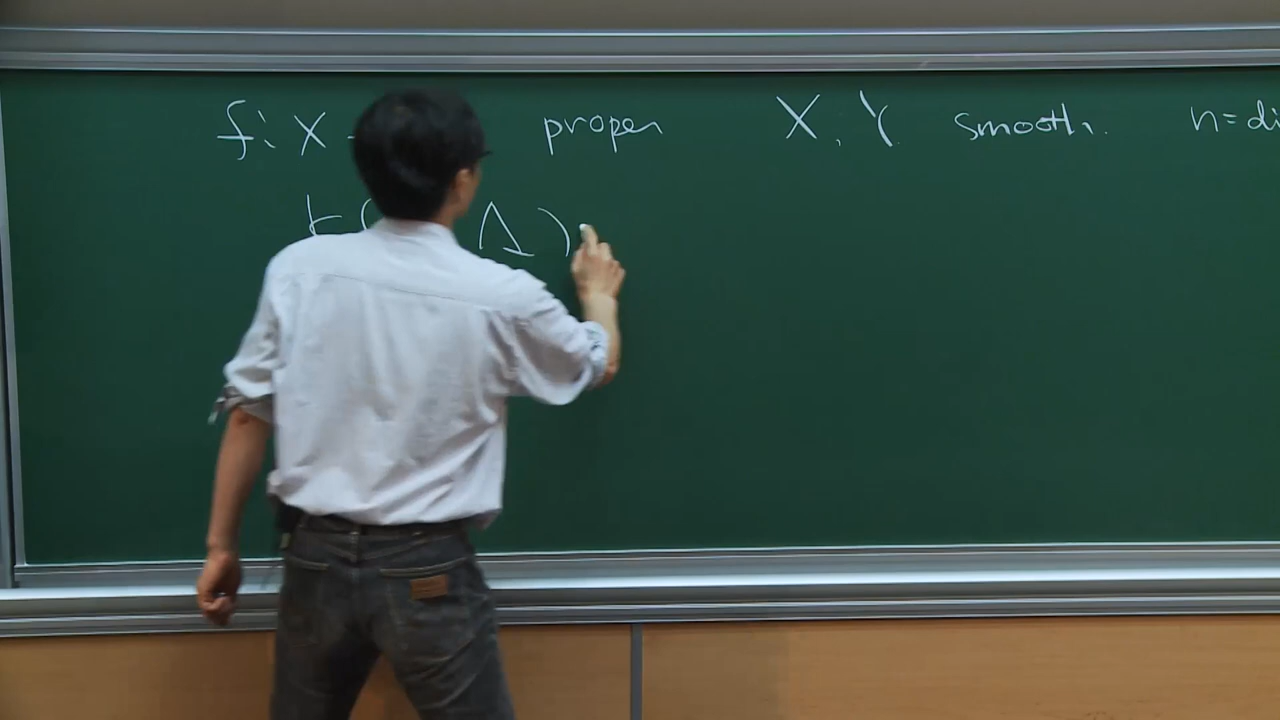 f: X proper X, Y smooth. n=di
K( Λ)